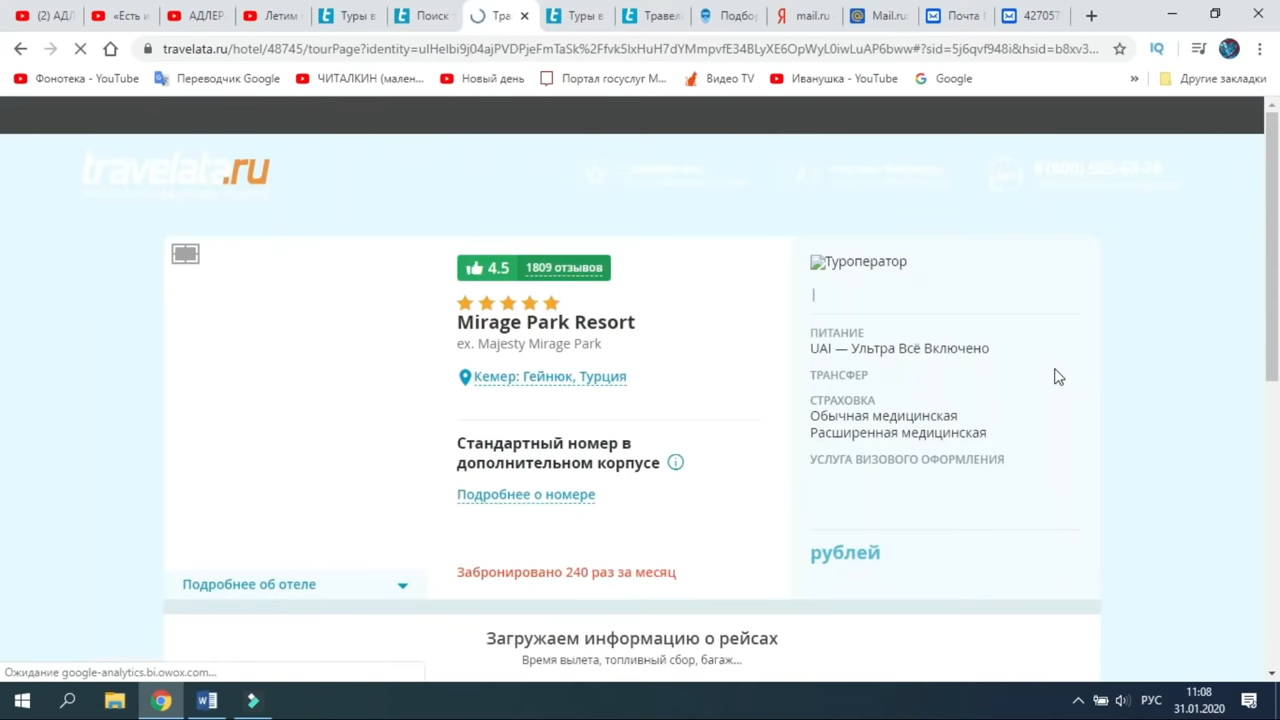 (2) АДЛ
«Есть и
АДЛЕР
Летим
Туры в
Поиск т
Тра
Туры в
Травел
Подбор
mail.ru
Mail.ru:
Почта
427057
travelata.ru/hotel/48745/tourPage?identity=ulHelbi9j04ajPVDPjeFmTaSk%2Ffvk5lxHuH7dYMmpvfE34BLyXE6OpWyL0iwLuAP6bww#?sid=5j6qvf948i&hsid=b8xv3...
Фонотека - YouTube
Переводчик Google
ЧИТАЛКИН (мален...
Новый день
Портал госуслуг М...
Видео TV
Иванушка - YouTube
Google
»
Другие закладки
travelata.ru
4.5 1809 отзывов
Mirage Park Resort
ex. Majesty Mirage Park
Кемер: Гейнюк, Турция
Стандартный номер в
дополнительном корпусе
Подробнее о номере
Забронировано 240 раз за месяц
Подробнее об отеле
Туроператор
|
ПИТАНИЕ
UAI — Ультра Всё Включено
ТРАНСФЕР
СТРАХОВКА
Обычная медицинская
Расширенная медицинская
УСЛУГА ВИЗОВОГО ОФОРМЛЕНИЯ
рублей
Загружаем информацию о рейсах
Время вылета, топливный сбор, багаж...
Ожидание google-analytics.bi.owox.com...
РУС
11:08
31.01.2020